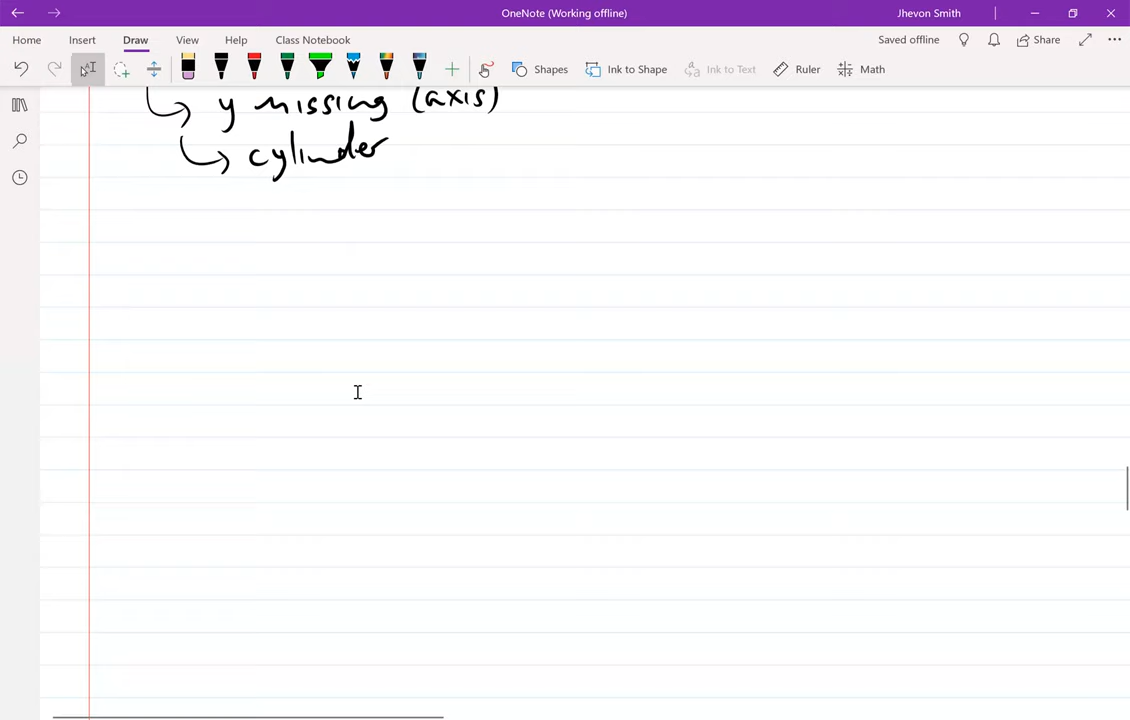 OneNote (Working offline)
Jhevon Smith
Home
Insert
Draw
View
Help
Class Notebook
Saved offline
Share
Shapes
Ink to Shape
Ink to Text
Ruler
Math
y missing (axis)
cylinder